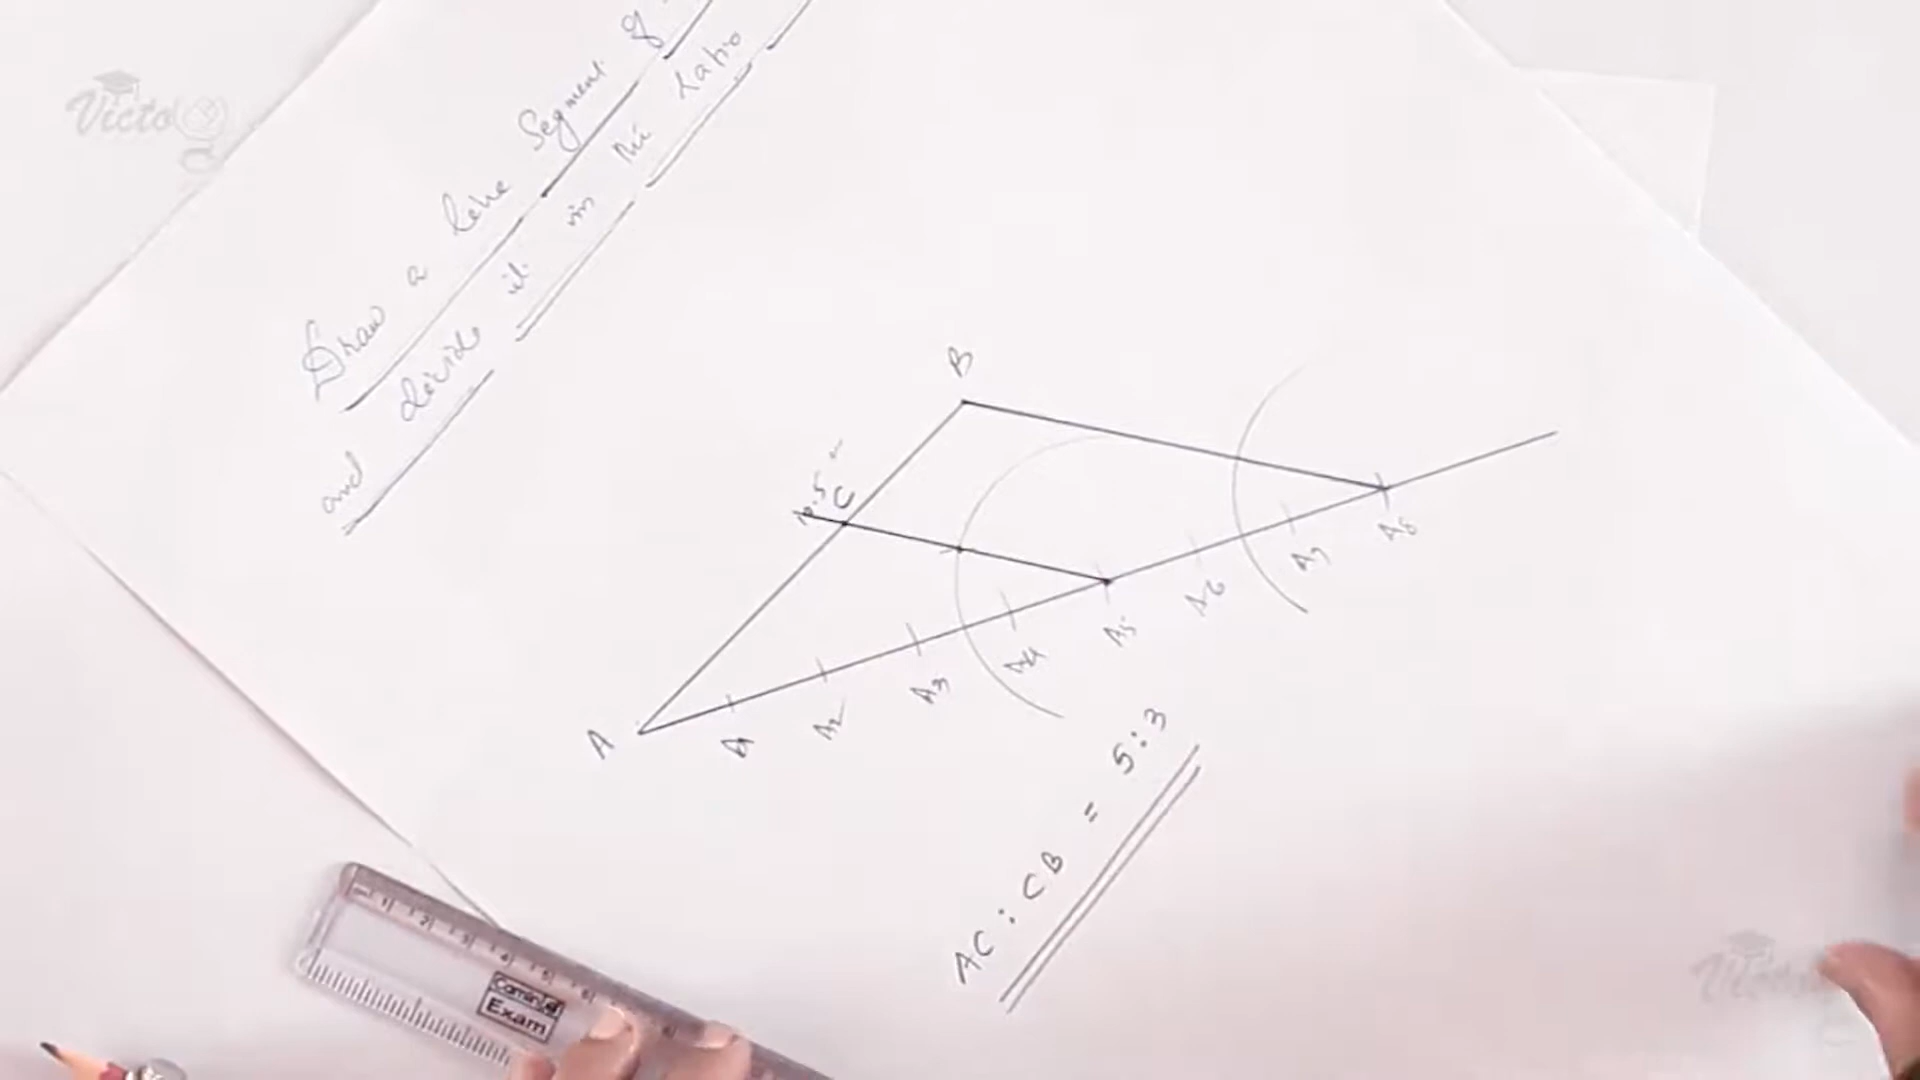 Draw a line Segment of
and divide it in the ratio
B
C
A
A1
A2
A3
A4
A5
A6
A7
A8
AC : CB = 5:3
Camlin
Exam